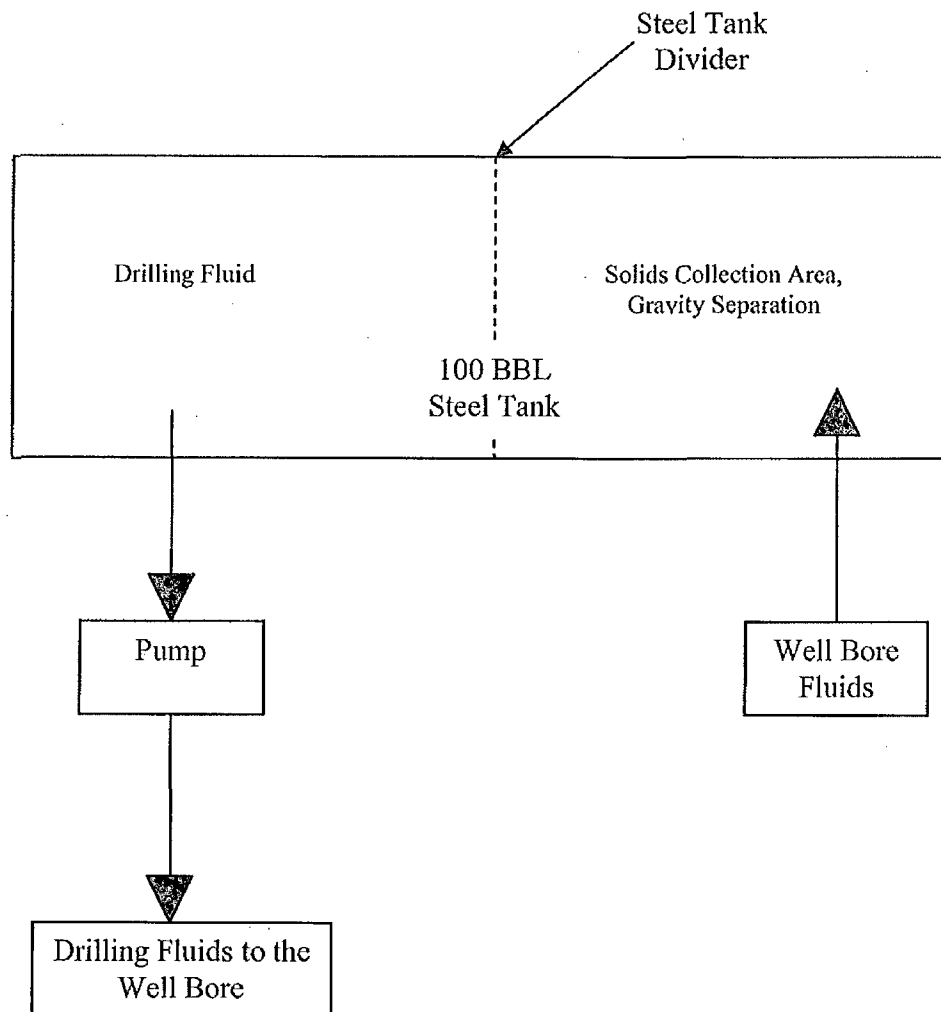 Steel Tank
Divider
Drilling Fluid
Solids Collection Area,
Gravity Separation
100 BBL
Steel Tank
Pump
Well Bore
Fluids
Drilling Fluids to the
Well Bore